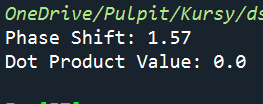 OneDrive/Pulpit/Kursy/ds
Phase Shift: 1.57
Dot Product Value: 0.0